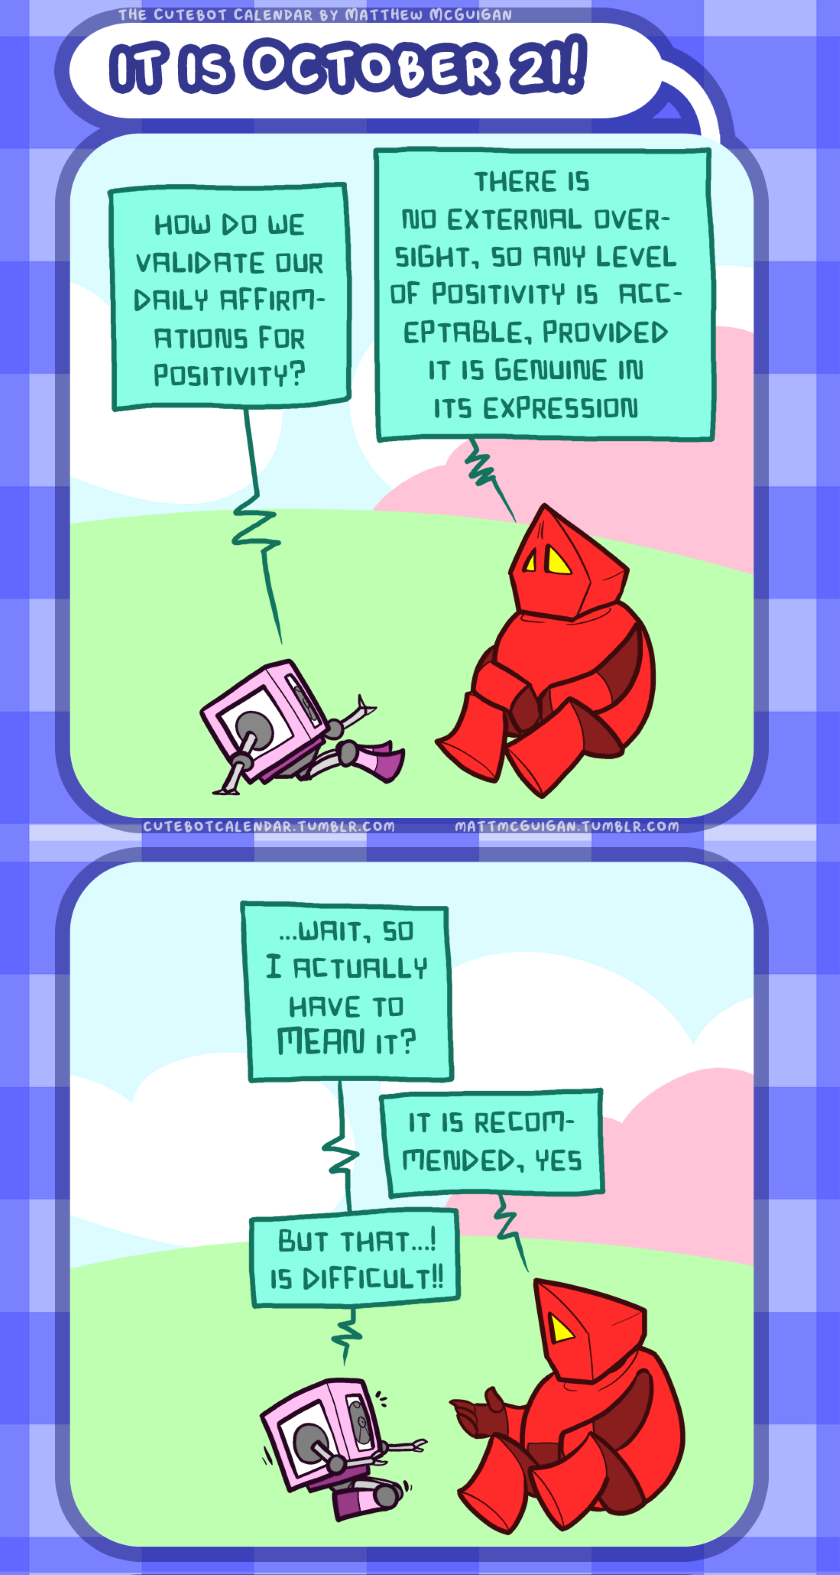 THE CUTEBOT CALENDAR BY MATTHEW MCGUIGAN
IT IS OCTOBER 21!
HOW DO WE
VALIDATE OUR
DAILY AFFIRM-
ATIONS FOR
POSITIVITY?
THERE IS
NO EXTERNAL OVER-
SIGHT, SO ANY LEVEL
OF POSITIVITY IS ACC-
EPTABLE, PROVIDED
IT IS GENUINE IN
ITS EXPRESSION
CUTEBOTCALENDAR.TUMBLR.COM
MATTMCGUIGAN.TUMBLR.COM
...WAIT, SO
I ACTUALLY
HAVE TO
MEAN IT?
IT IS RECOM-
MENDED, YES
BUT THAT...!
IS DIFFICULT!!